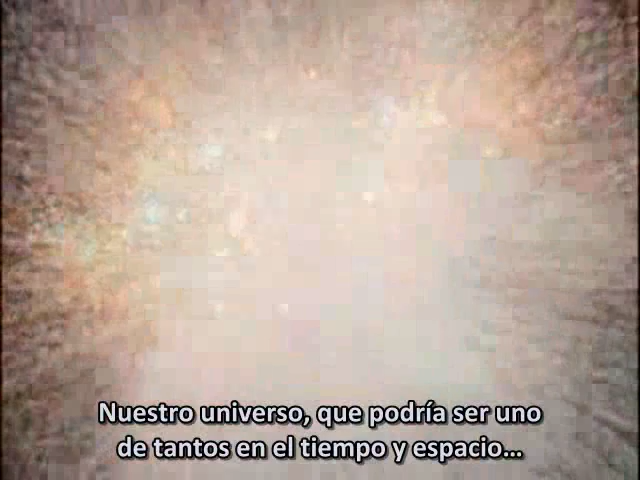 Nuestro universo, que podría ser uno
de tantos en el tiempo y espacio...